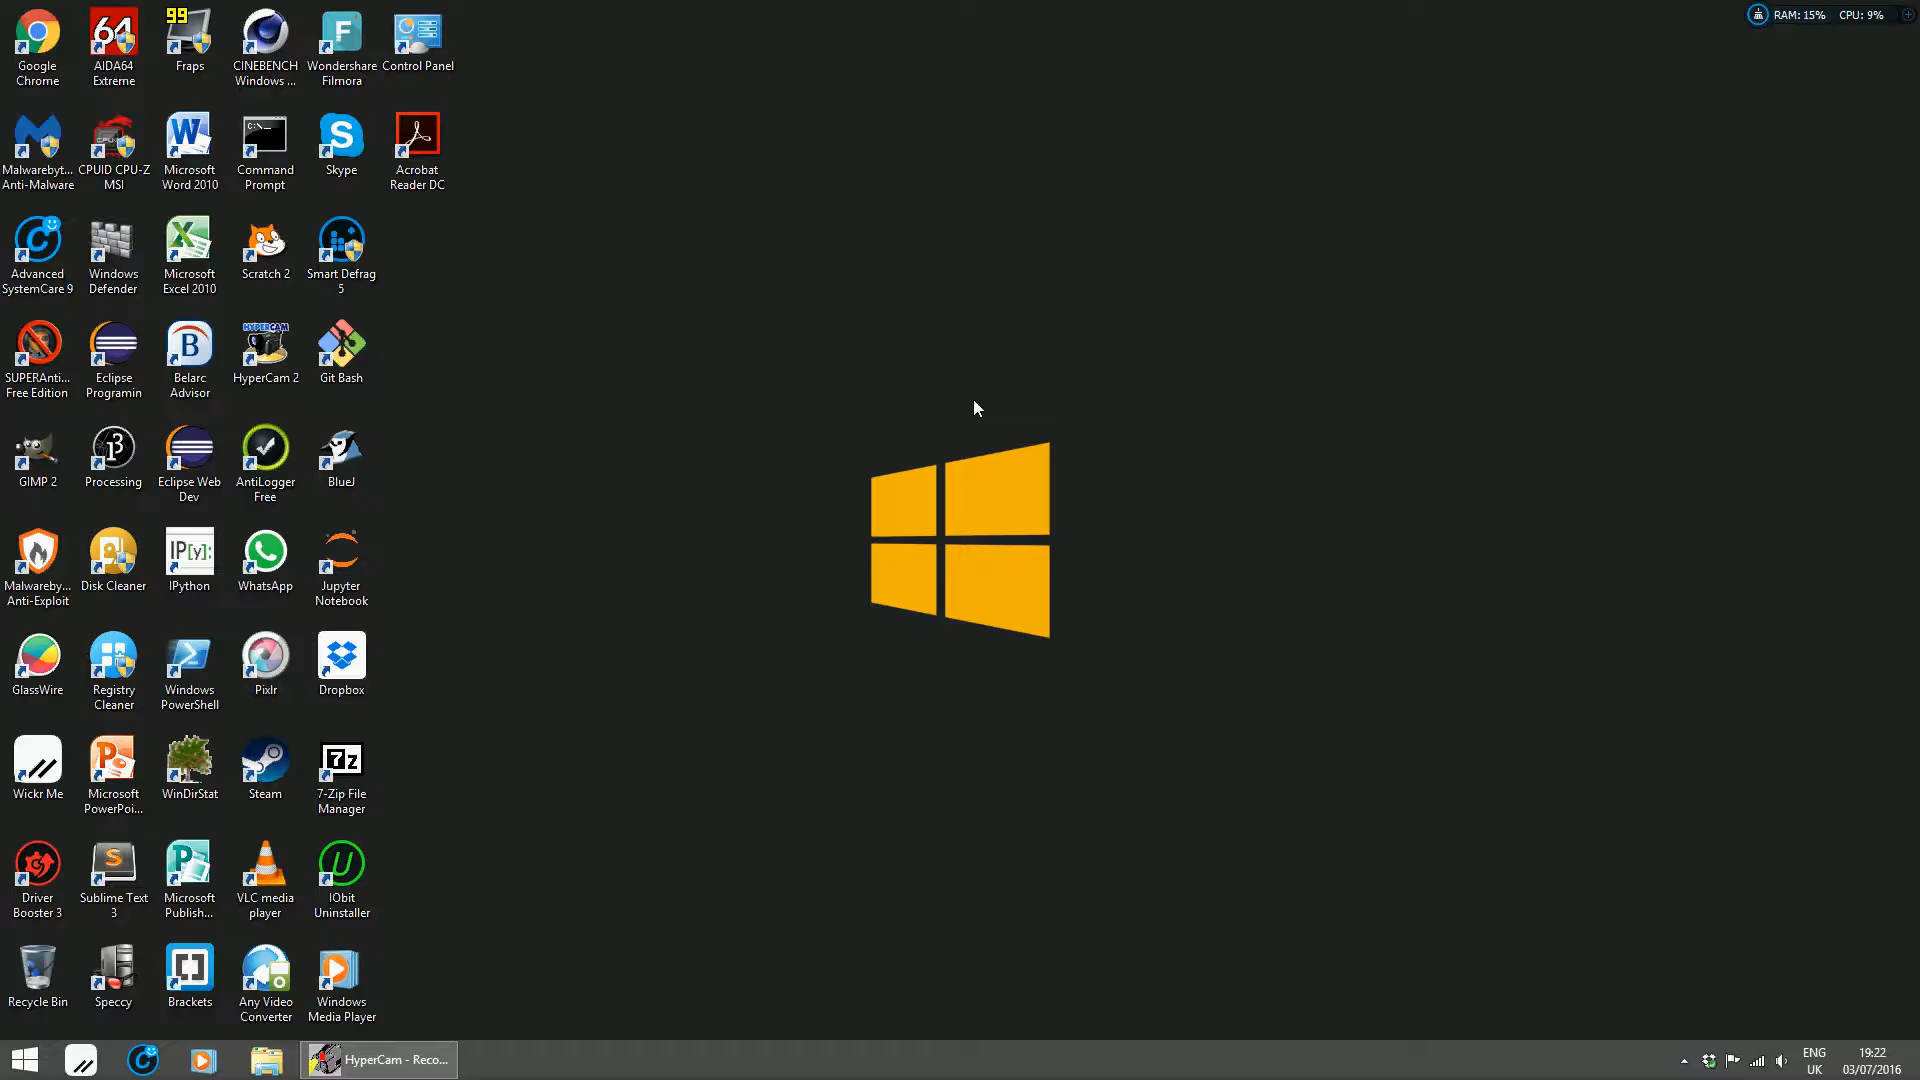 RAM: 15% CPU: 9%
99
64
Google
Chrome
AIDA64
Extreme
Fraps
CINEBENCH
Windows ...
F
Wondershare
Filmora
Control Panel
Malwarebyt...
Anti-Malware
CPUID CPU-Z
MSI
W
Microsoft
Word 2010
C:\._
Command
Prompt
S
Skype
Acrobat
Reader DC
Advanced
SystemCare 9
Windows
Defender
X
Microsoft
Excel 2010
Scratch 2
Smart Defrag
5
SUPERAnti...
Free Edition
Eclipse
Programin
B
Belarc
Advisor
HYPERCAM
HyperCam 2
Git Bash
GIMP 2
Processing
Eclipse Web
Dev
AntiLogger
Free
BlueJ
Malwareby...
Anti-Exploit
Disk Cleaner
IP[y]:
IPython
WhatsApp
Jupyter
Notebook
GlassWire
Registry
Cleaner
Windows
PowerShell
Pixlr
Dropbox
Wickr Me
P
Microsoft
PowerPoi...
WinDirStat
Steam
7z
7-Zip File
Manager
Driver
Booster 3
S
Sublime Text
3
P
Microsoft
Publish...
VLC media
player
U
IObit
Uninstaller
Recycle Bin
Speccy
Brackets
Any Video
Converter
Windows
Media Player
HyperCam - Reco...
ENG
UK
19:22
03/07/2016